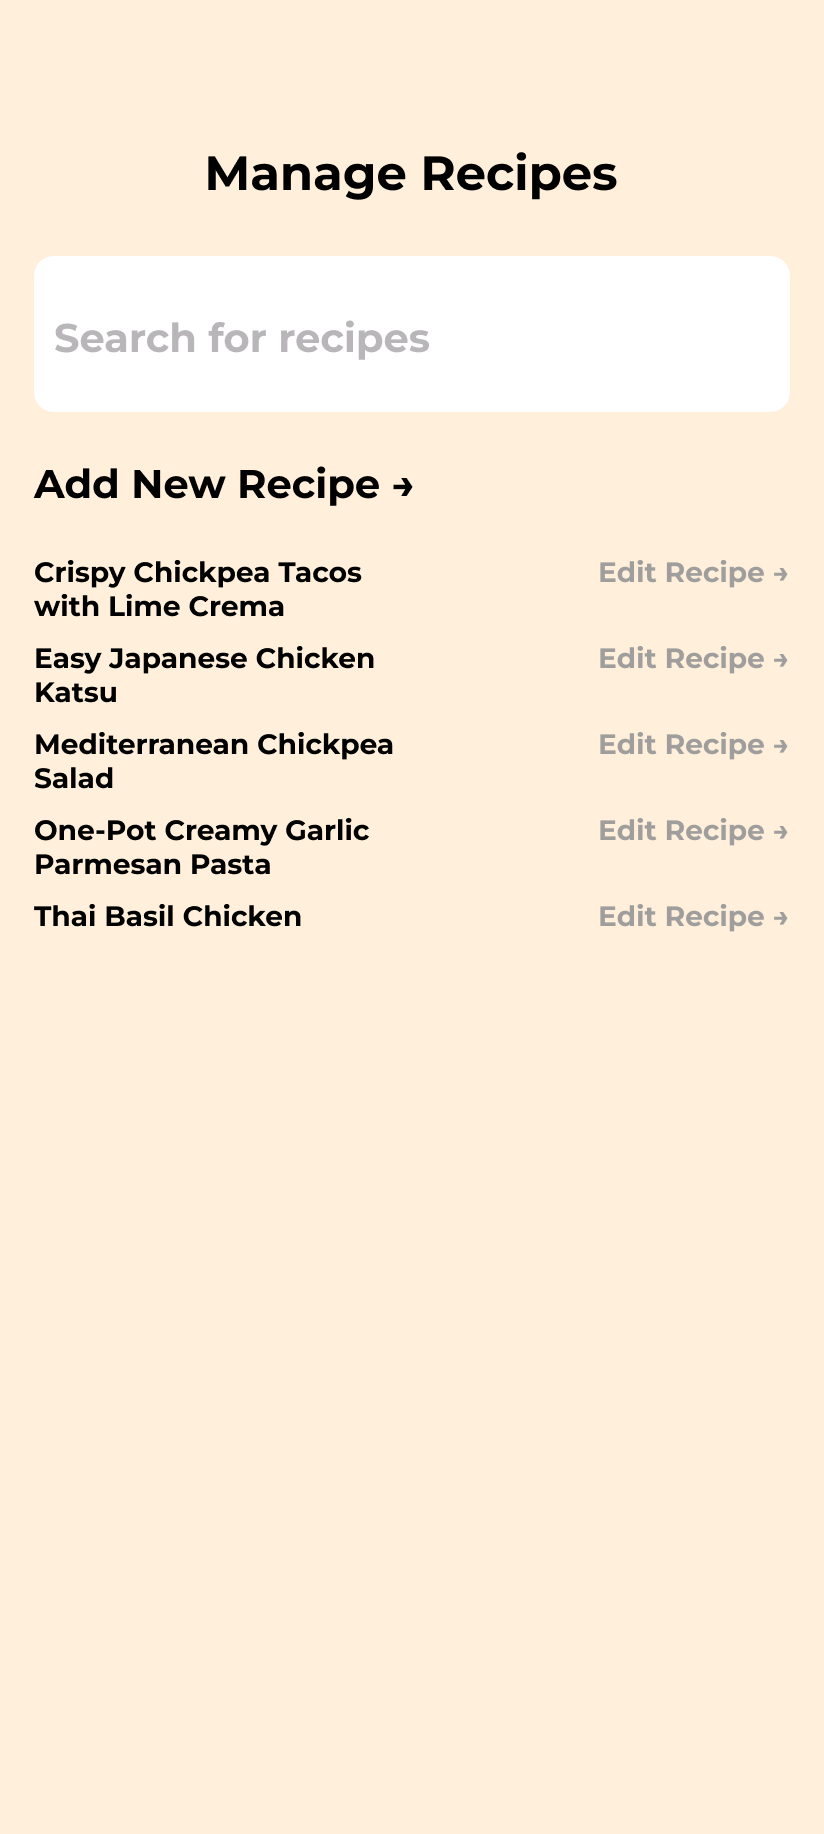 Manage Recipes
Search for recipes
Add New Recipe →
Crispy Chickpea Tacos
with Lime Crema
Edit Recipe →
Easy Japanese Chicken
Katsu
Edit Recipe →
Mediterranean Chickpea
Salad
Edit Recipe →
One-Pot Creamy Garlic
Parmesan Pasta
Edit Recipe →
Thai Basil Chicken
Edit Recipe →